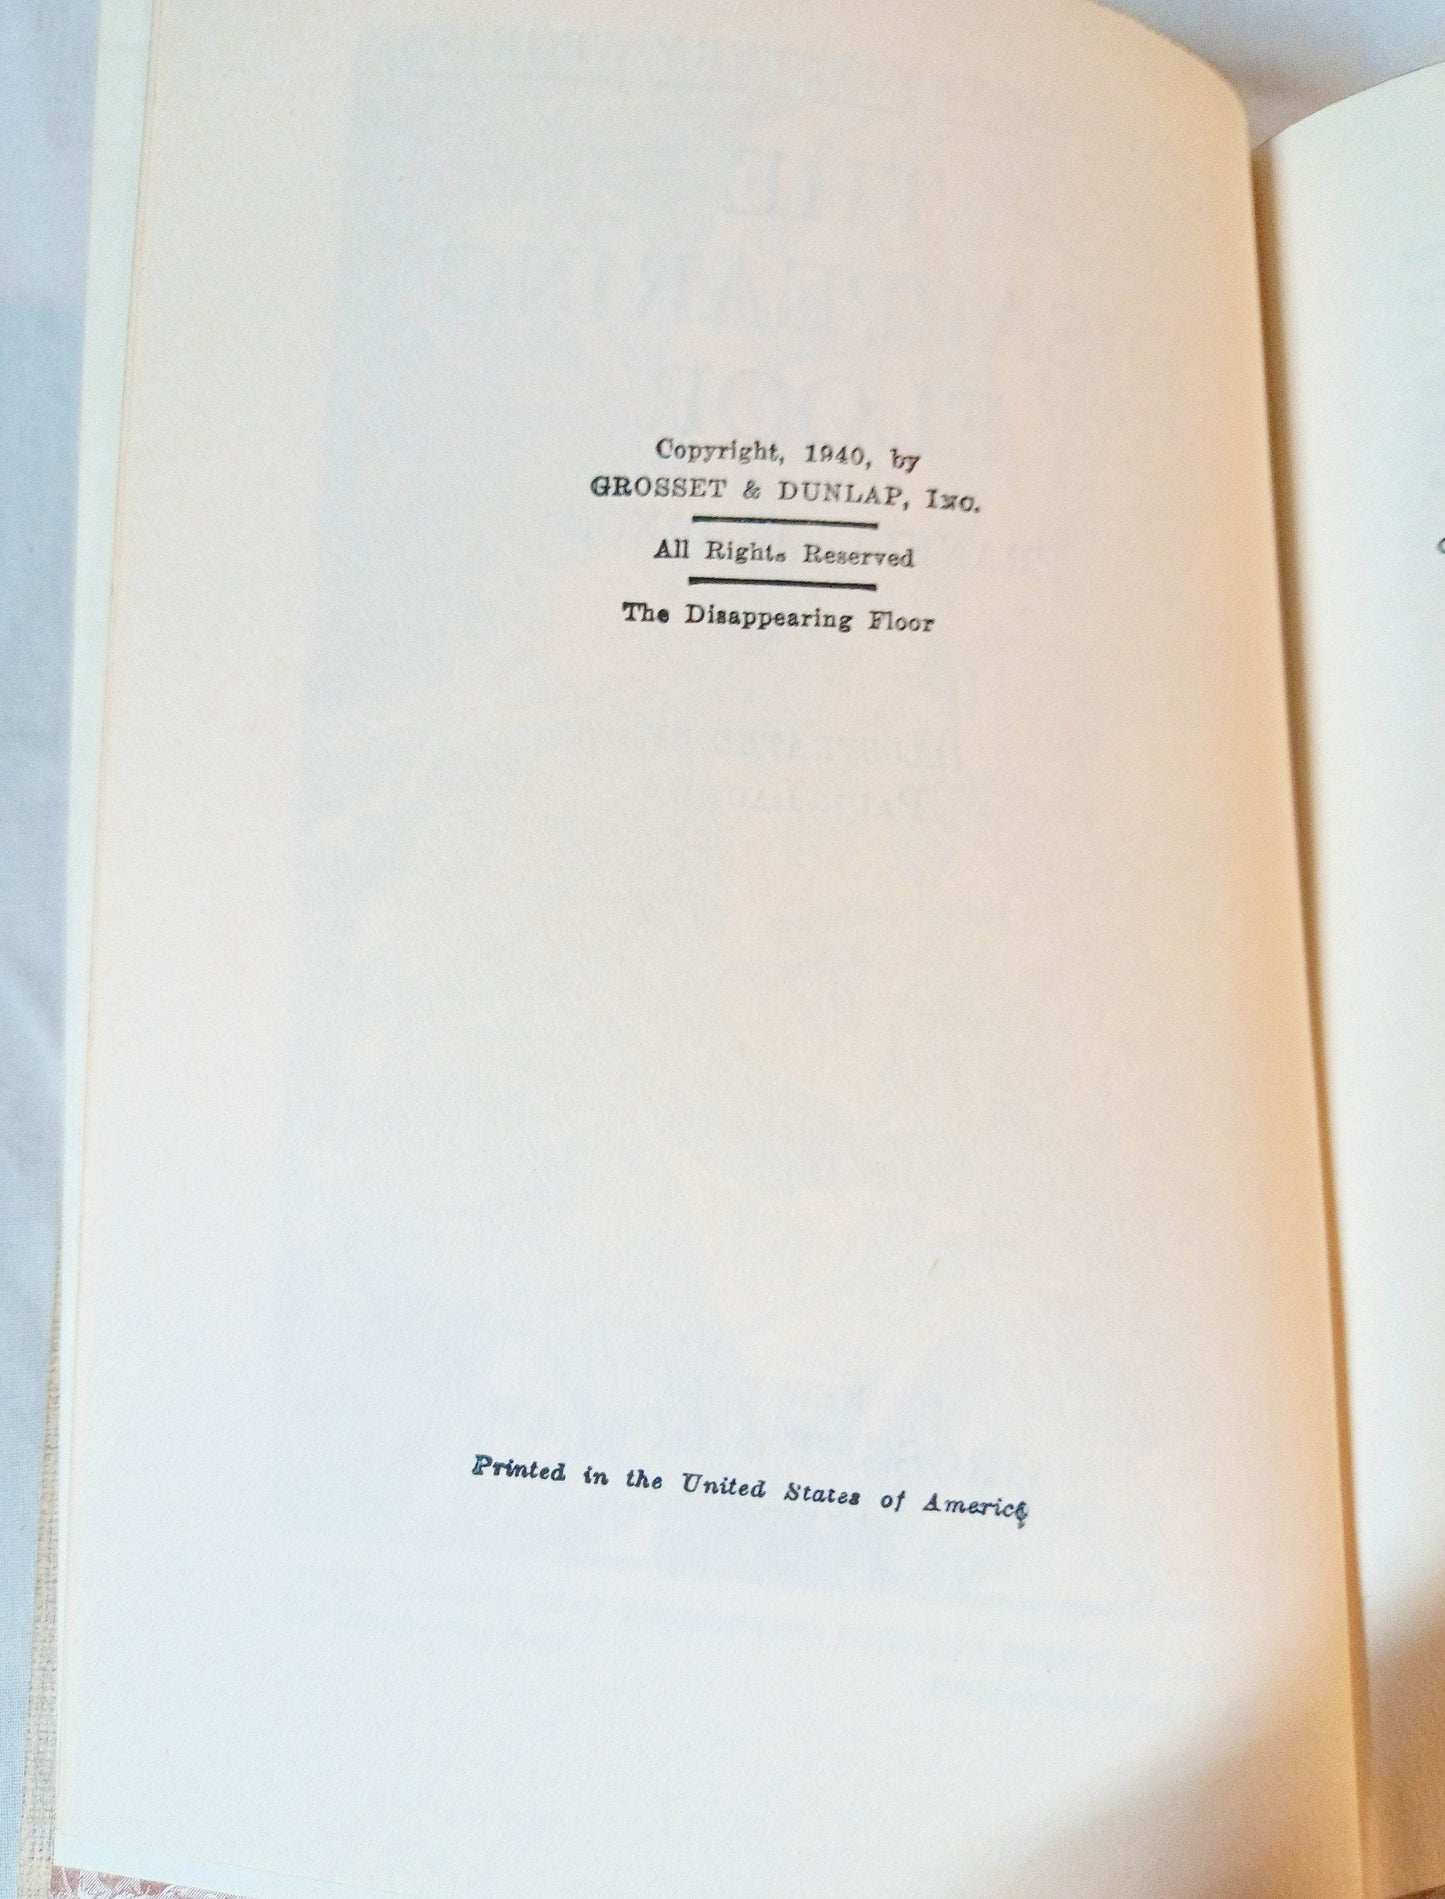 Copyright, 1940, by
GROSSET & DUNLAP, Inc.
All Rights Reserved
The Disappearing Floor
Printed in the United States of America